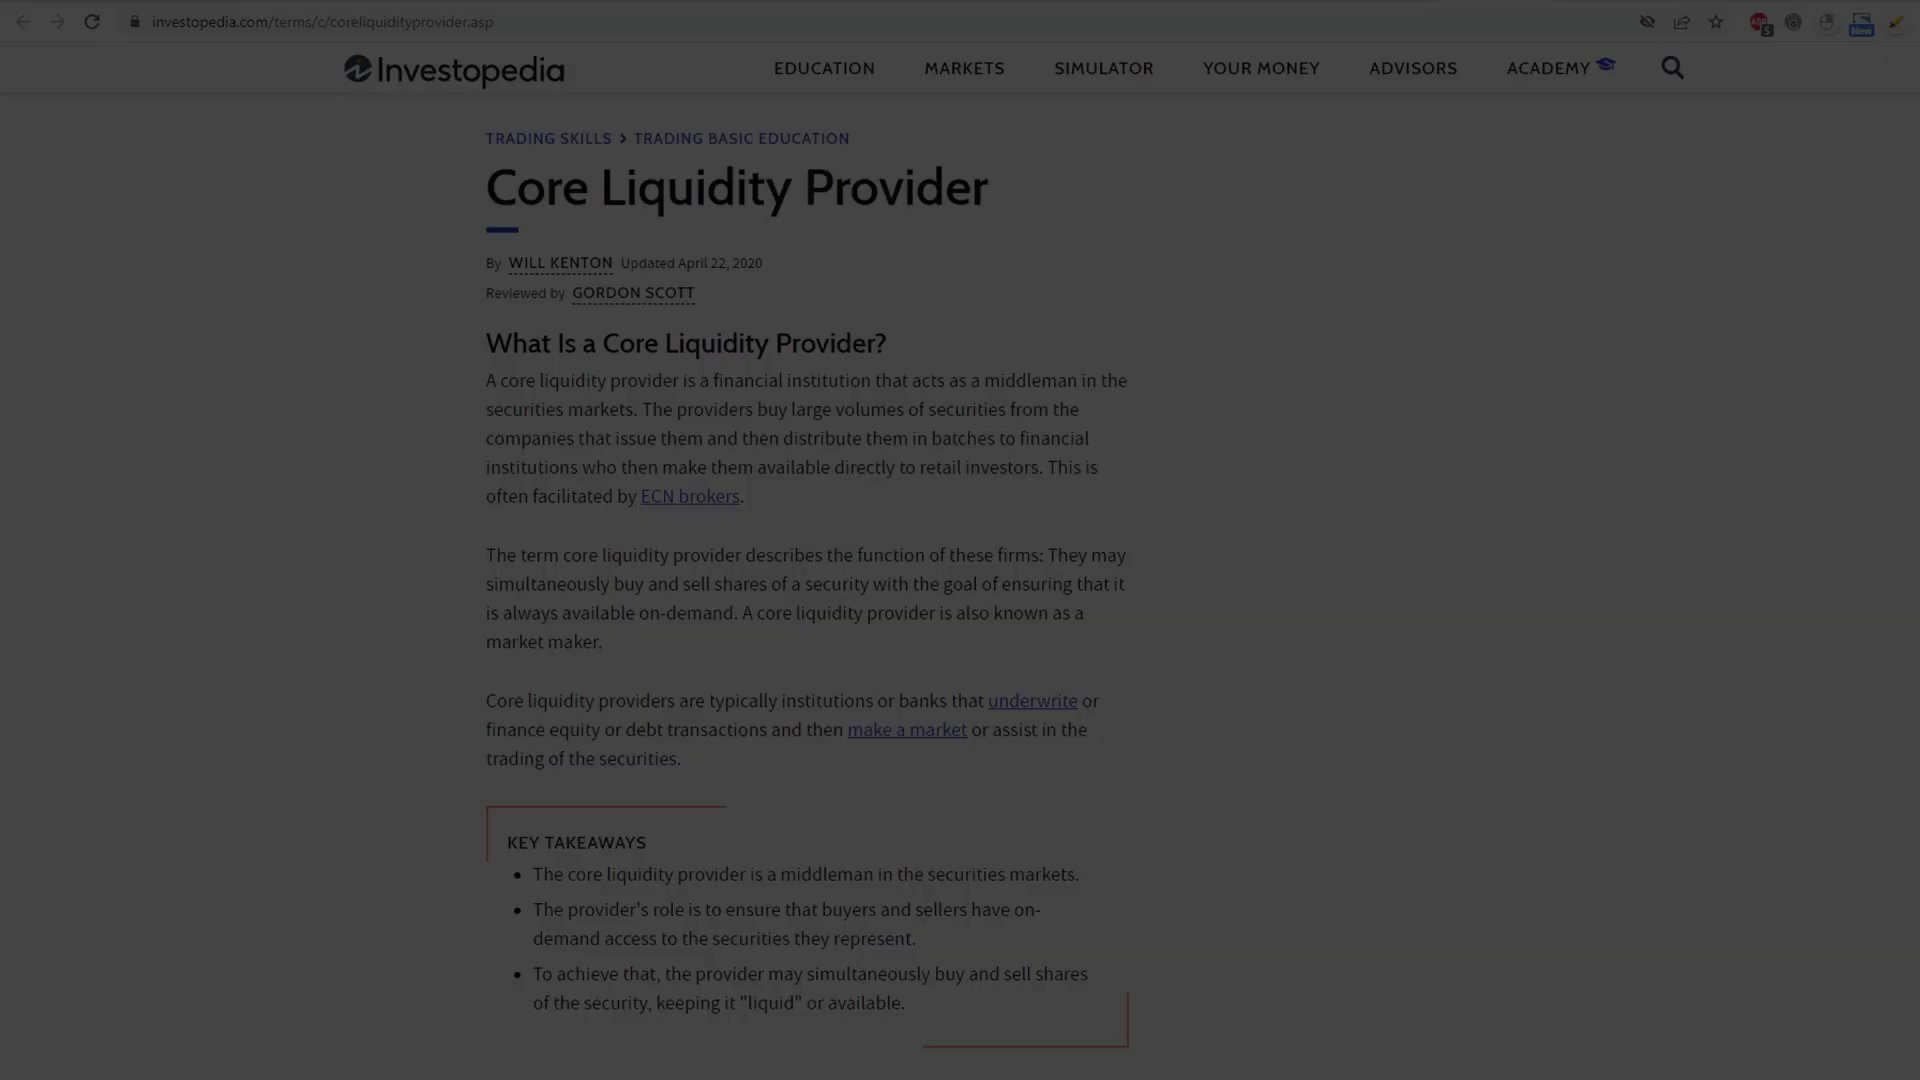 investopedia.com/terms/c/coreliquidityprovider.asp
Investopedia
EDUCATION MARKETS SIMULATOR YOUR MONEY ADVISORS ACADEMY
TRADING SKILLS > TRADING BASIC EDUCATION
Core Liquidity Provider
By WILL KENTON Updated April 22, 2020
Reviewed by GORDON SCOTT
What Is a Core Liquidity Provider?
A core liquidity provider is a financial institution that acts as a middleman in the
securities markets. The providers buy large volumes of securities from the
companies that issue them and then distribute them in batches to financial
institutions who then make them available directly to retail investors. This is
often facilitated by ECN brokers.
The term core liquidity provider describes the function of these firms: They may
simultaneously buy and sell shares of a security with the goal of ensuring that it
is always available on-demand. A core liquidity provider is also known as a
market maker.
Core liquidity providers are typically institutions or banks that underwrite or
finance equity or debt transactions and then make a market or assist in the
trading of the securities.
KEY TAKEAWAYS
• The core liquidity provider is a middleman in the securities markets.
• The provider's role is to ensure that buyers and sellers have on-
demand access to the securities they represent.
• To achieve that, the provider may simultaneously buy and sell shares
of the security, keeping it "liquid" or available.
ABP
5
New